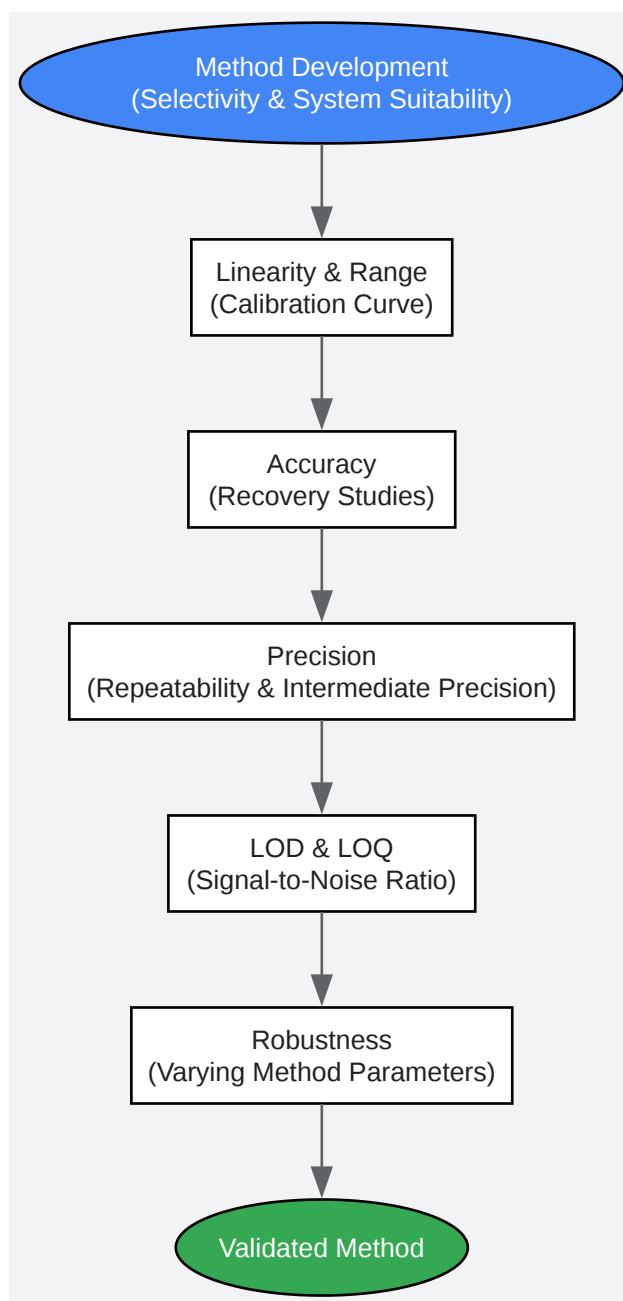 Method Development
(Selectivity & System Suitability)
Linearity & Range
(Calibration Curve)
Accuracy
(Recovery Studies)
Precision
(Repeatability & Intermediate Precision)
LOD & LOQ
(Signal-to-Noise Ratio)
Robustness
(Varying Method Parameters)
Validated Method